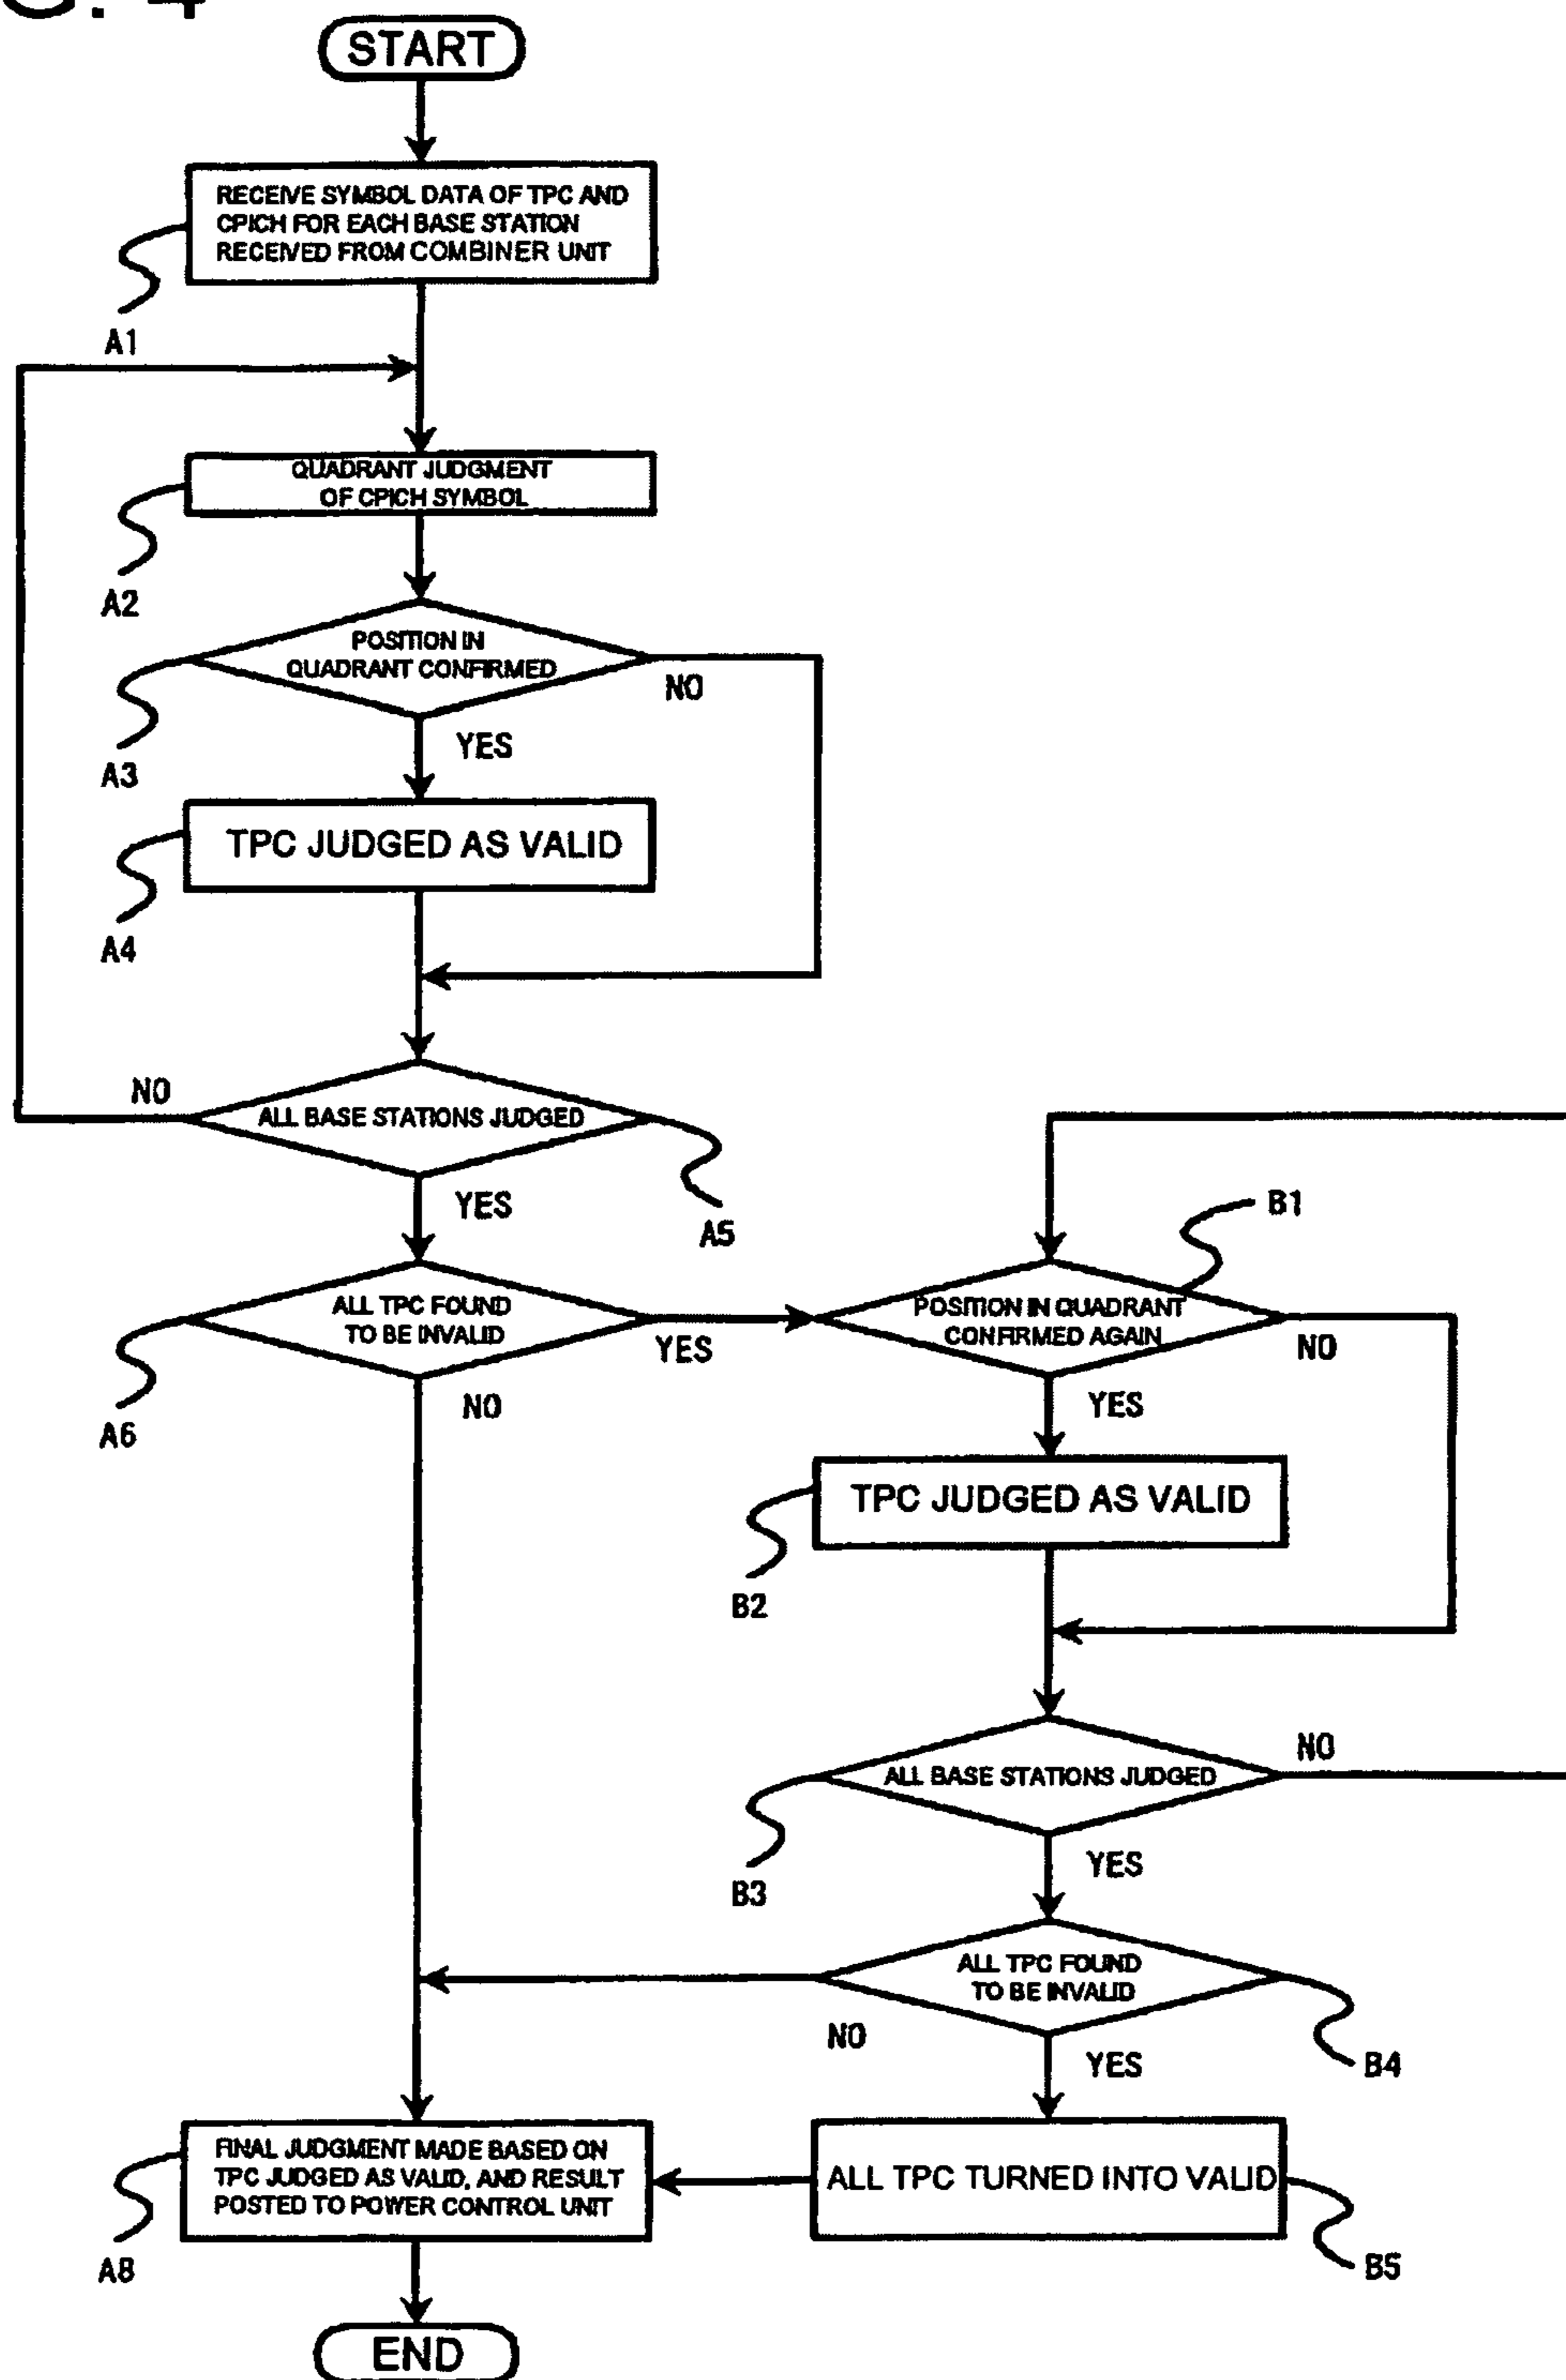 G. 4
START
RECEIVE SYMBOL DATA OF TPC AND
CPICH FOR EACH BASE STATION
RECEIVED FROM COMBINER UNIT
A1
QUADRANT JUDGMENT
OF CPICH SYMBOL
A2
POSITION IN
QUADRANT CONFIRMED
NO
A3
YES
TPC JUDGED AS VALID
A4
NO
ALL BASE STATIONS JUDGED
YES
A5
B1
ALL TPC FOUND
TO BE INVALID
YES
POSITION IN QUADRANT
CONFIRMED AGAIN
NO
A6
NO
YES
TPC JUDGED AS VALID
B2
NO
ALL BASE STATIONS JUDGED
B3
YES
ALL TPC FOUND
TO BE INVALID
NO
YES
B4
FINAL JUDGMENT MADE BASED ON
TPC JUDGED AS VALID, AND RESULT
POSTED TO POWER CONTROL UNIT
ALL TPC TURNED INTO VALID
A8
B5
END